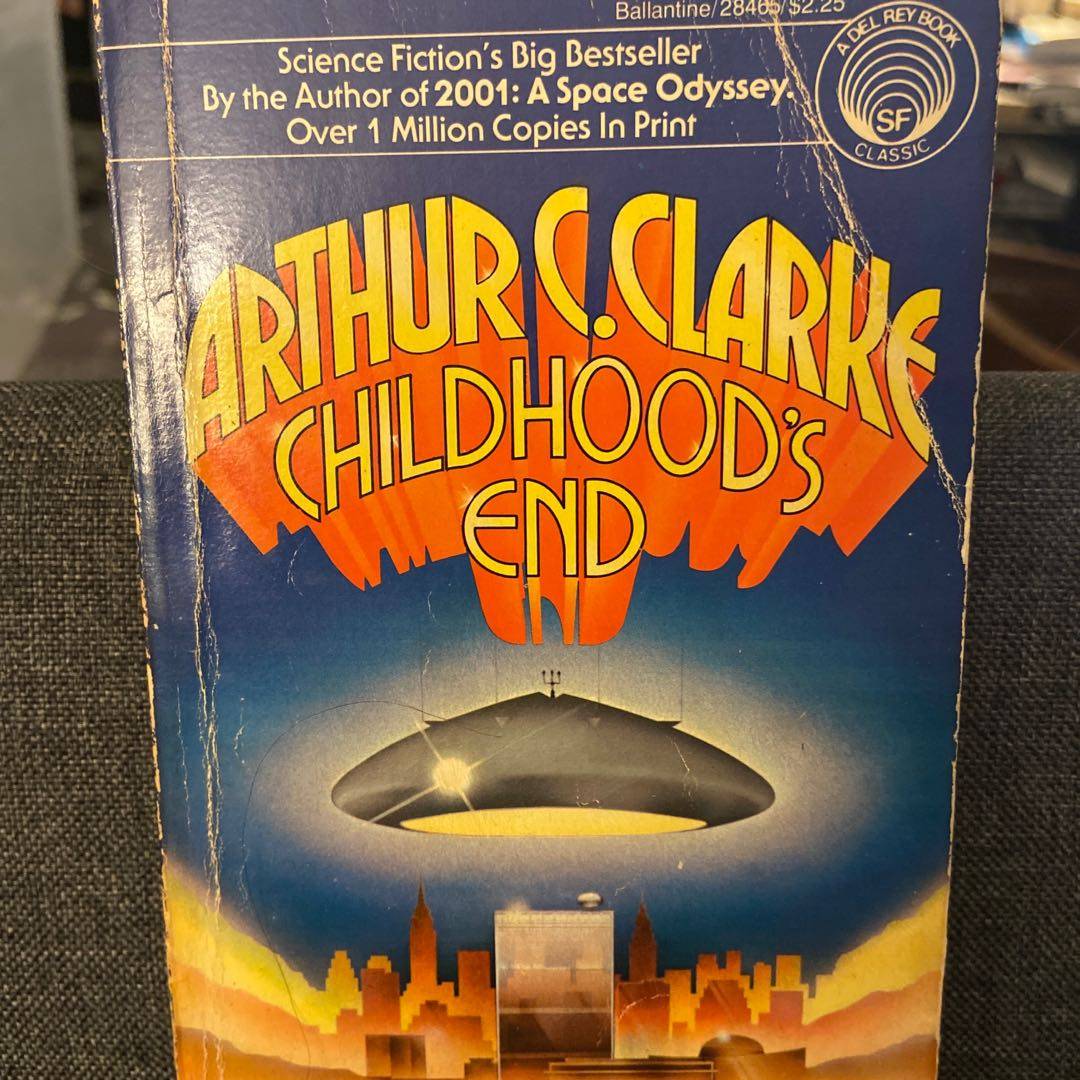 Ballantine/28405/$2.25
Science Fiction's Big Bestseller
By the Author of 2001: A Space Odyssey.
Over 1 Million Copies In Print
A DEL REY BOOK
SF
CLASSIC
ARTHUR C. CLARKE
CHILDHOOD'S
END